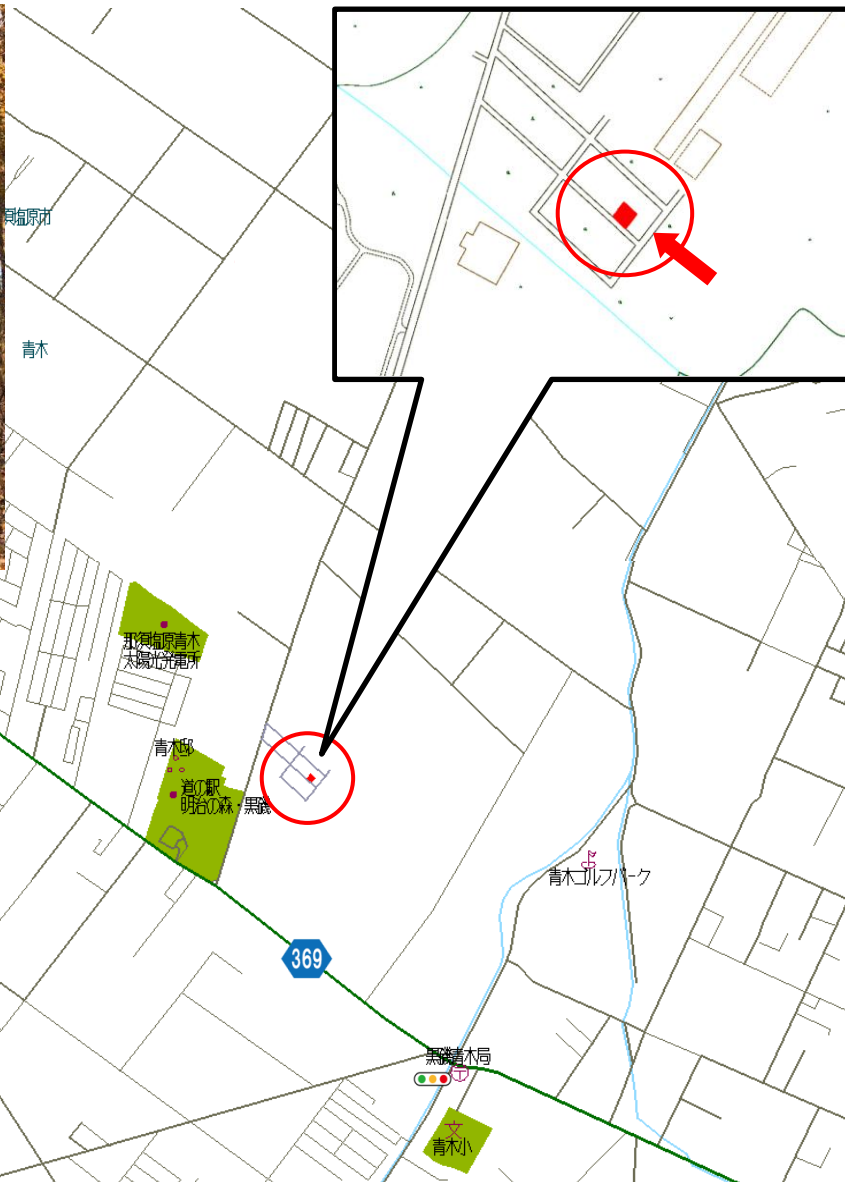 須塩原市
青木
那須塩原青木
太陽光発電所
青木邸
道の駅
明治の森・黒磯
青木ゴルフパーク
369
黒磯青木局
文
青木小